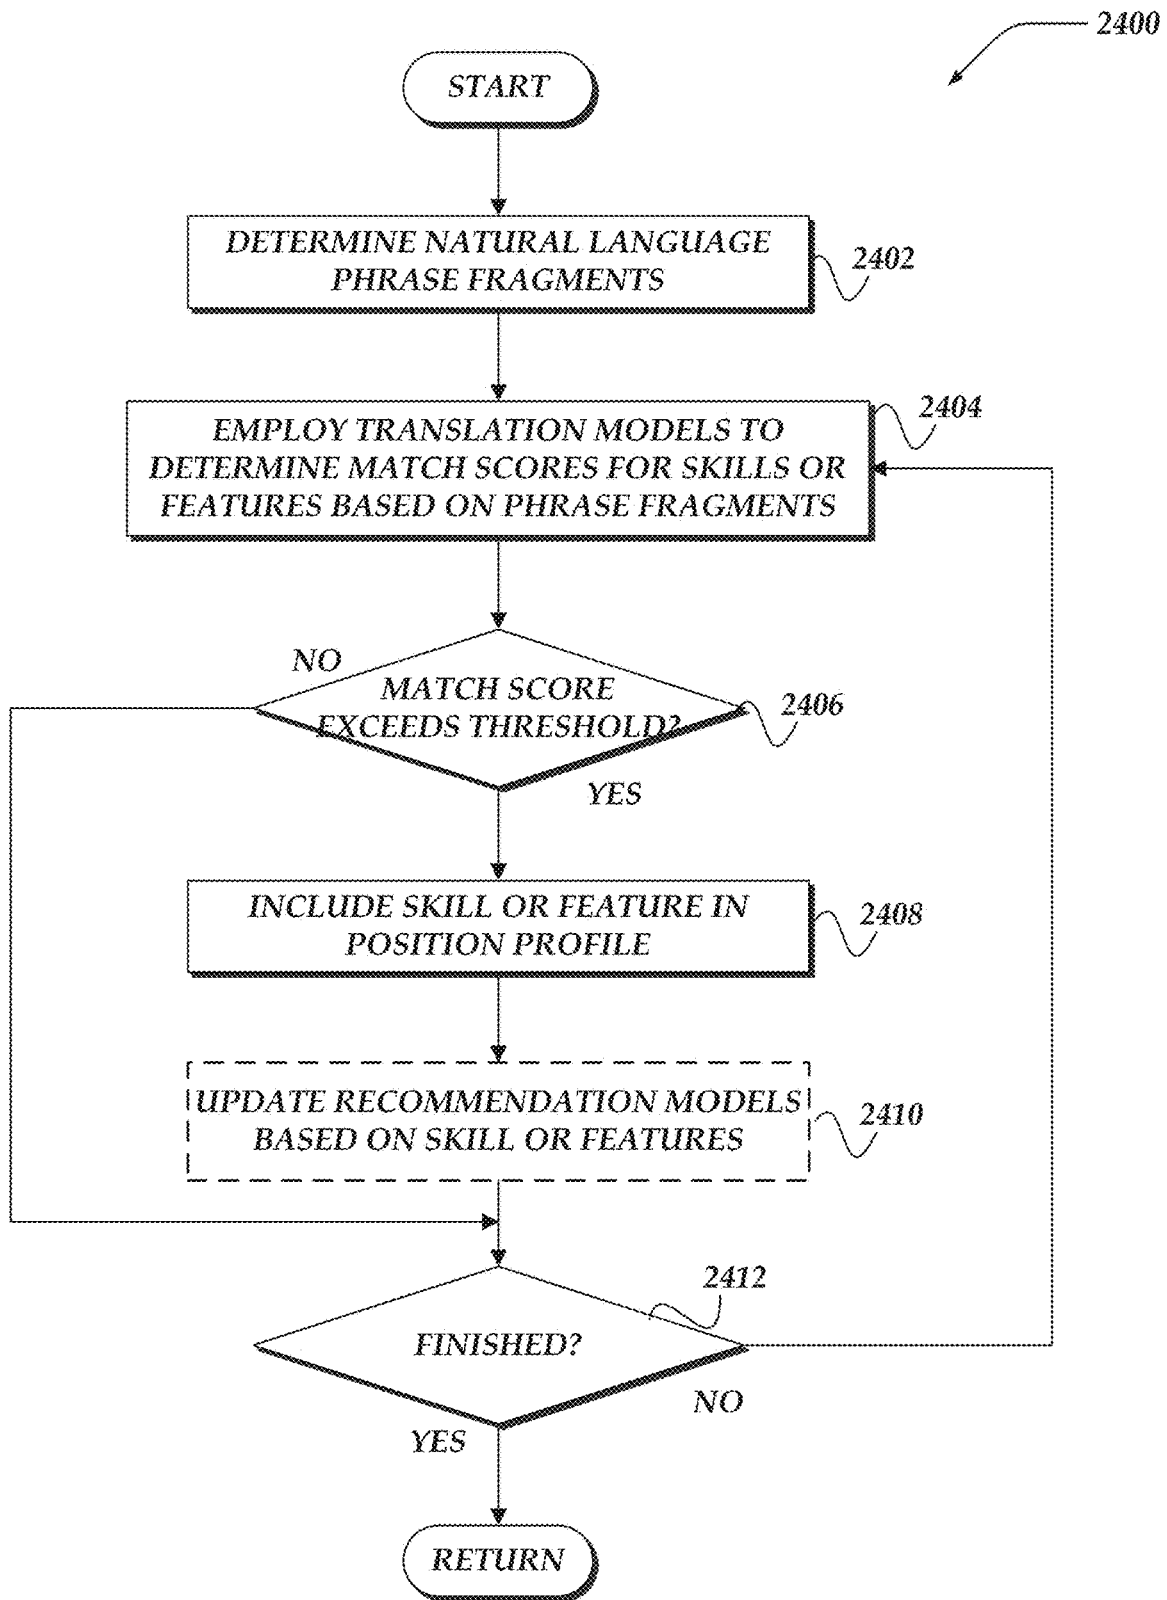 2400
START
DETERMINE NATURAL LANGUAGE
PHRASE FRAGMENTS
2402
EMPLOY TRANSLATION MODELS TO
DETERMINE MATCH SCORES FOR SKILLS OR
FEATURES BASED ON PHRASE FRAGMENTS
2404
NO
MATCH SCORE
EXCEEDS THRESHOLD?
2406
YES
INCLUDE SKILL OR FEATURE IN
POSITION PROFILE
2408
UPDATE RECOMMENDATION MODELS
BASED ON SKILL OR FEATURES
2410
2412
FINISHED?
NO
YES
RETURN